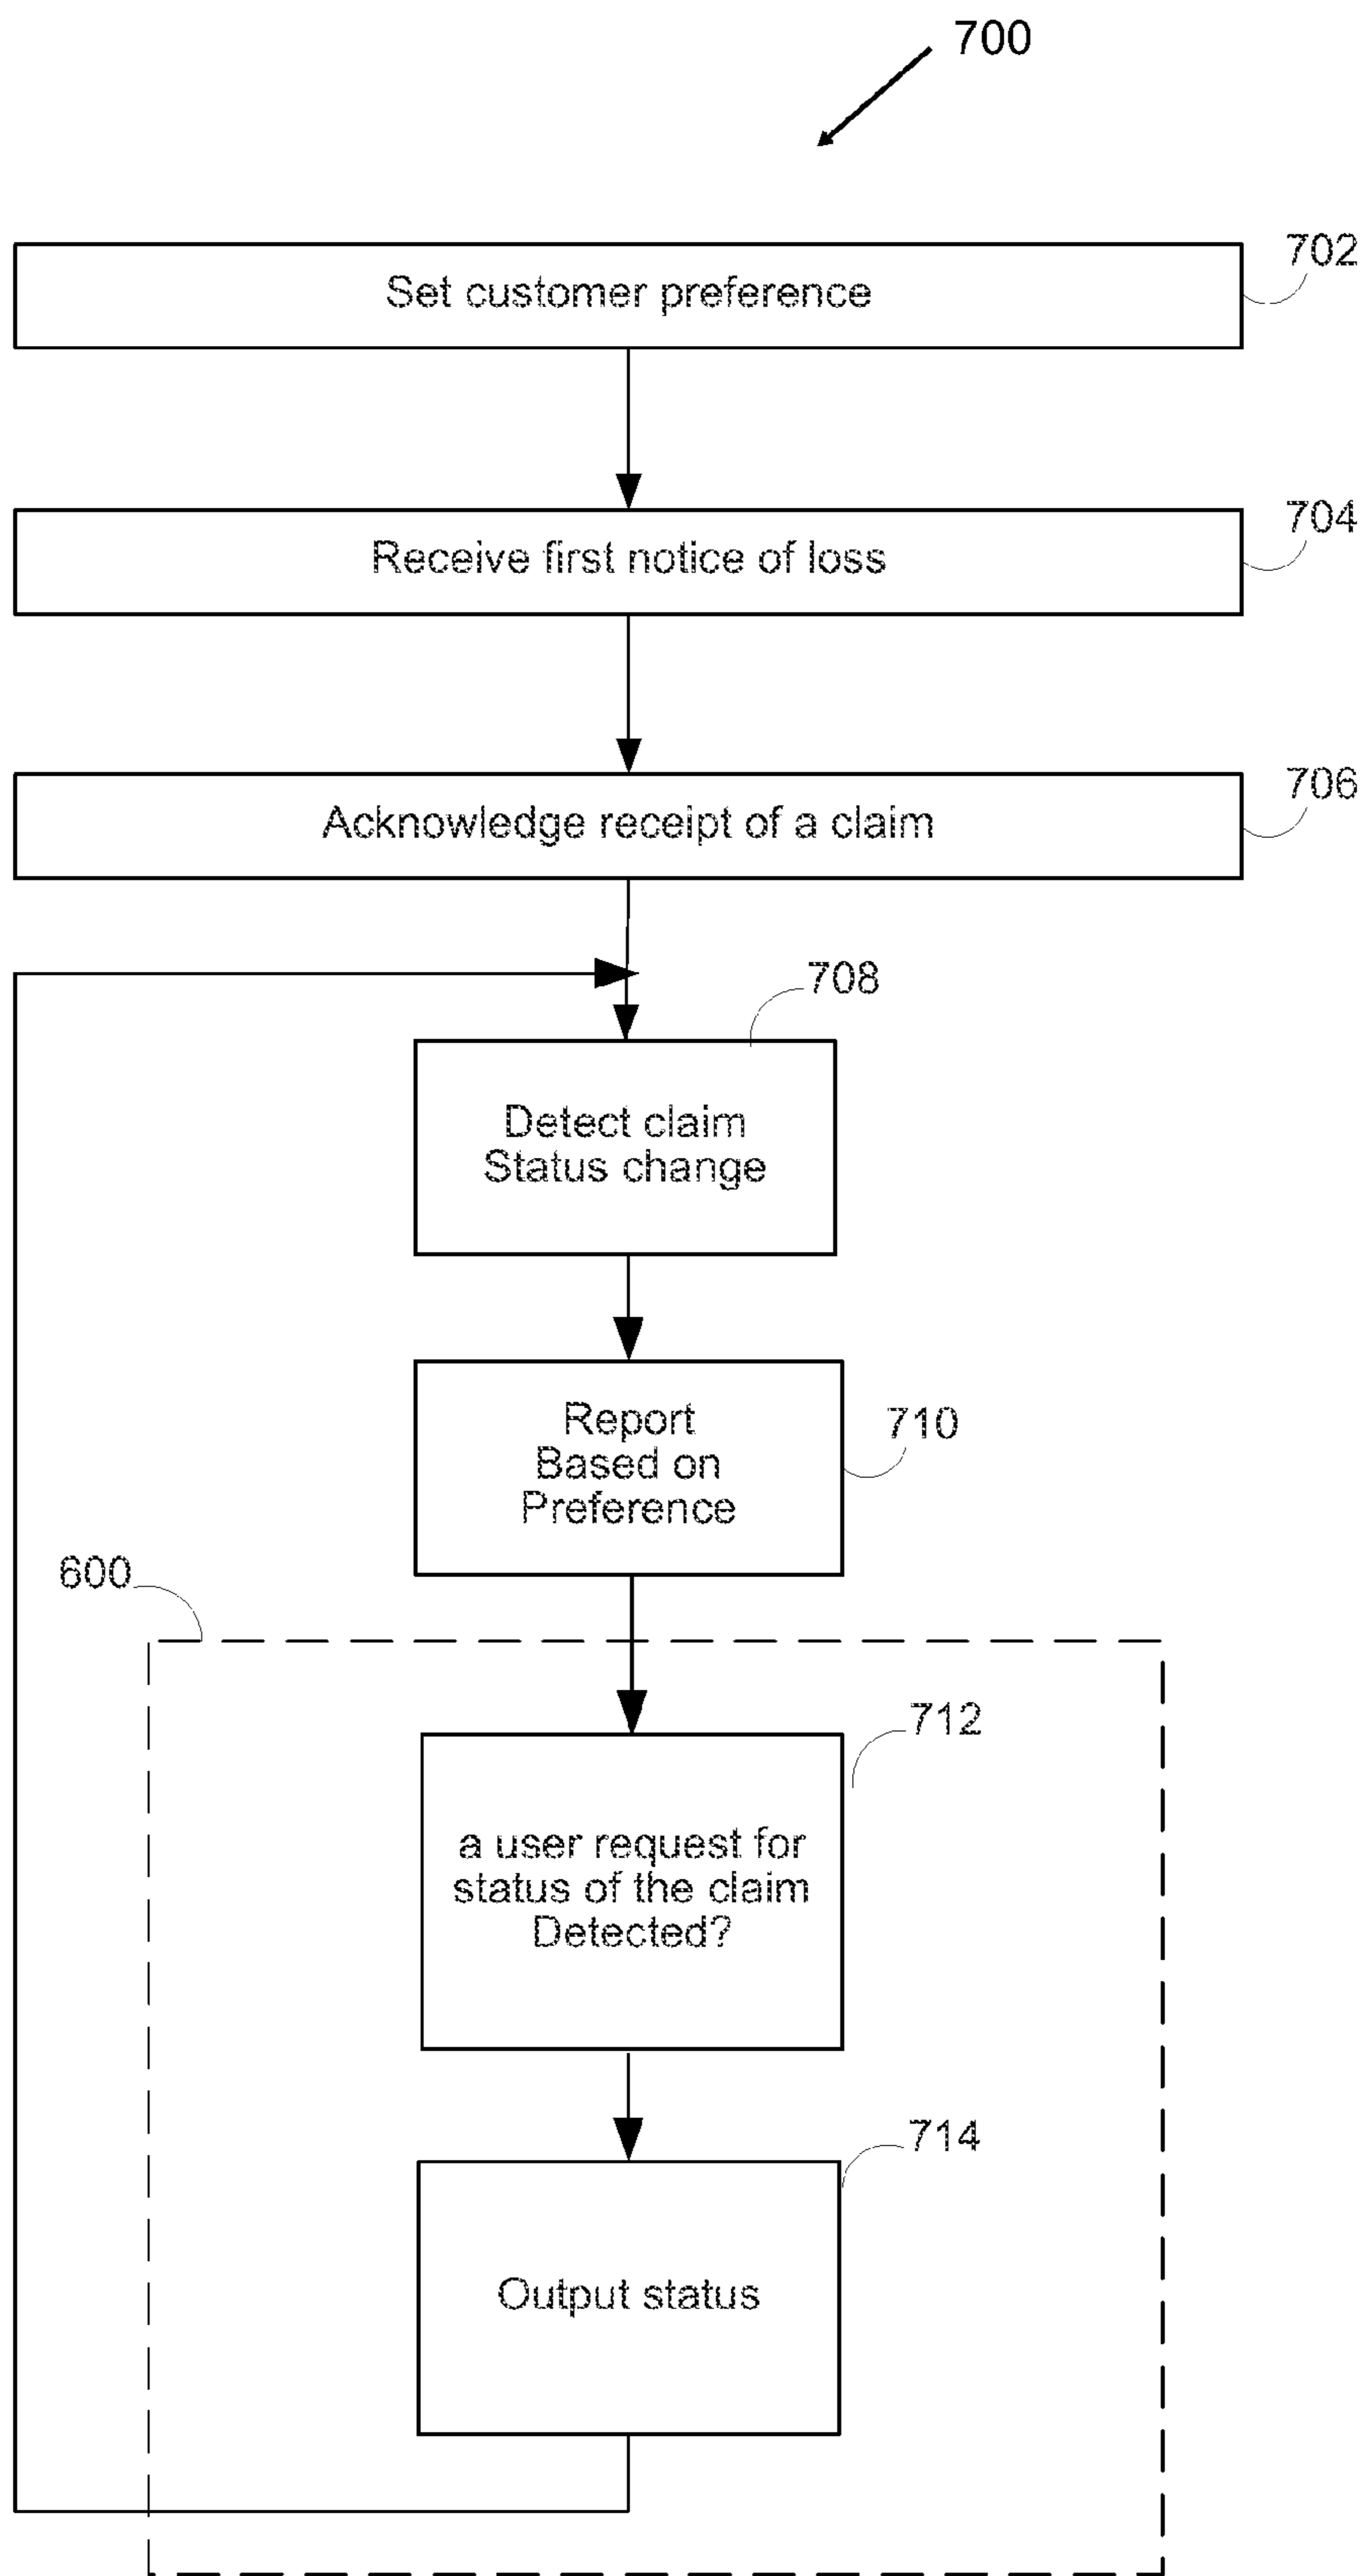 700
702
Set customer preference
704
Receive first notice of loss
706
Acknowledge receipt of a claim
708
Detect claim
Status change
710
Report
Based on
Preference
600
712
a user request for
status of the claim
Detected?
714
Output status